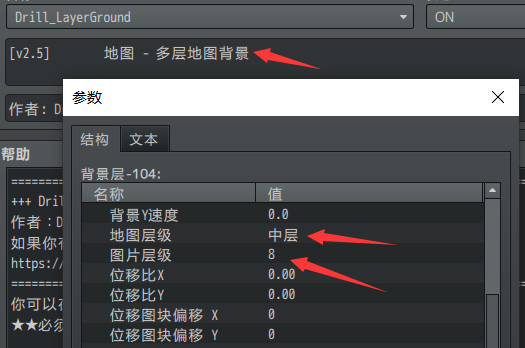 Drill_LayerGround
ON
[v2.5] 地图 - 多层地图背景
作者: D
参数
结构 文本
帮助
背景层-104:
名称 值
背景Y速度 0.0
地图层级 中层
图片层级 8
位移比X 0.00
位移比Y 0.00
位移图块偏移 X 0
位移图块偏移 Y 0
+++ Dril
作者：D
如果你有
https:/
你可以在
★★必须